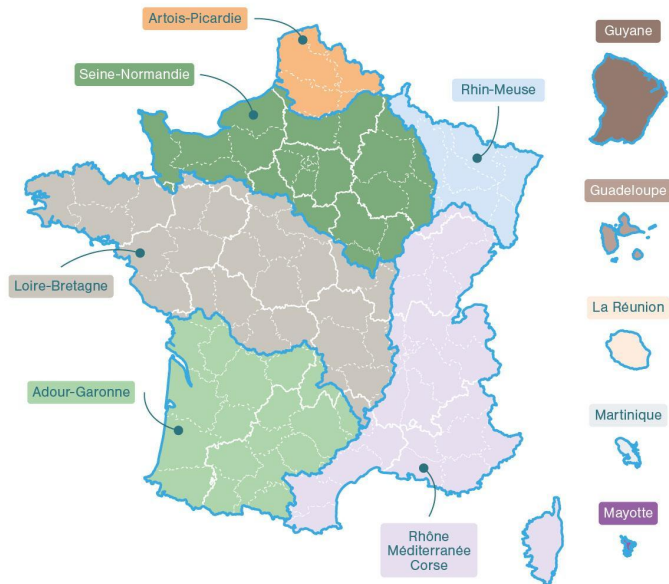 Artois-Picardie
Seine-Normandie
Rhin-Meuse
Loire-Bretagne
Adour-Garonne
Rhône
Méditerranée
Corse
Guyane
Guadeloupe
La Réunion
Martinique
Mayotte